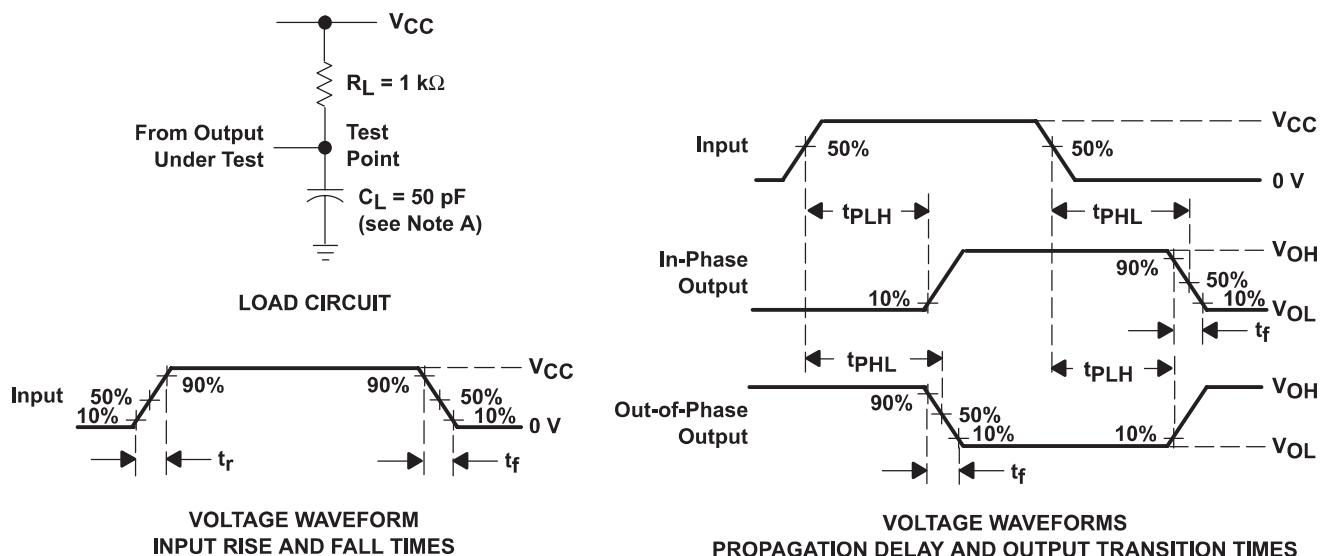 VCC
RL = 1 kΩ
From Output
Under Test
Test
Point
CL = 50 pF
(see Note A)
LOAD CIRCUIT
Input
50%
10%
90%
90%
50%
10%
VCC
0 V
tr
tf
VOLTAGE WAVEFORM
INPUT RISE AND FALL TIMES
Input
50%
50%
VCC
0 V
tPLH
tPHL
In-Phase
Output
10%
90%
50%
10%
VOH
VOL
tf
tPHL
tPLH
Out-of-Phase
Output
90%
50%
10%
10%
VOH
VOL
tf
VOLTAGE WAVEFORMS
PROPAGATION DELAY AND OUTPUT TRANSITION TIMES